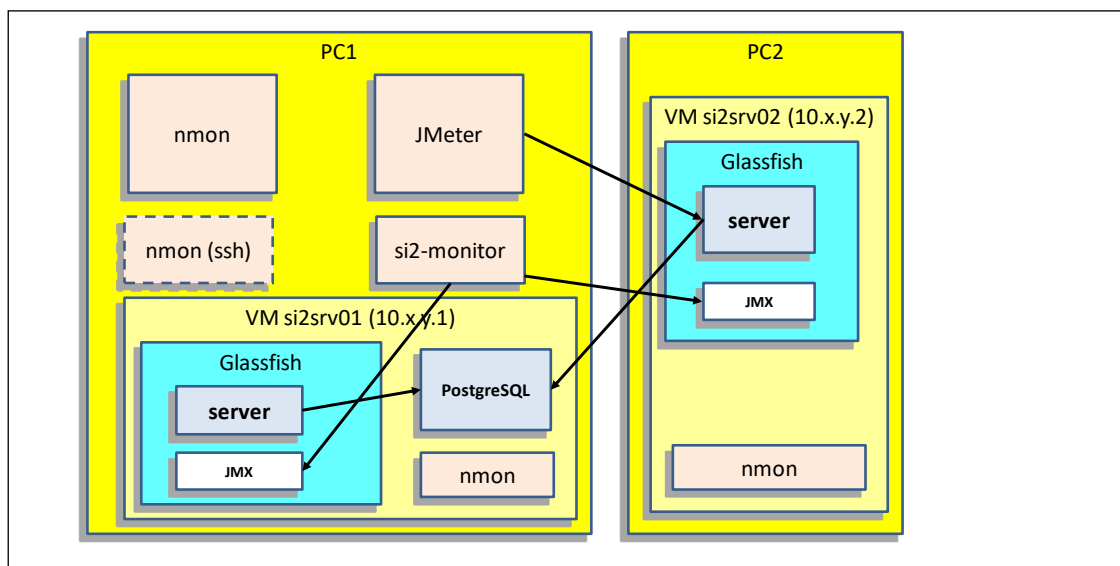 PC1
nmon
JMeter
nmon (ssh)
si2-monitor
VM si2srv01 (10.x.y.1)
Glassfish
server
JMX
PostgreSQL
nmon
PC2
VM si2srv02 (10.x.y.2)
Glassfish
server
JMX
nmon